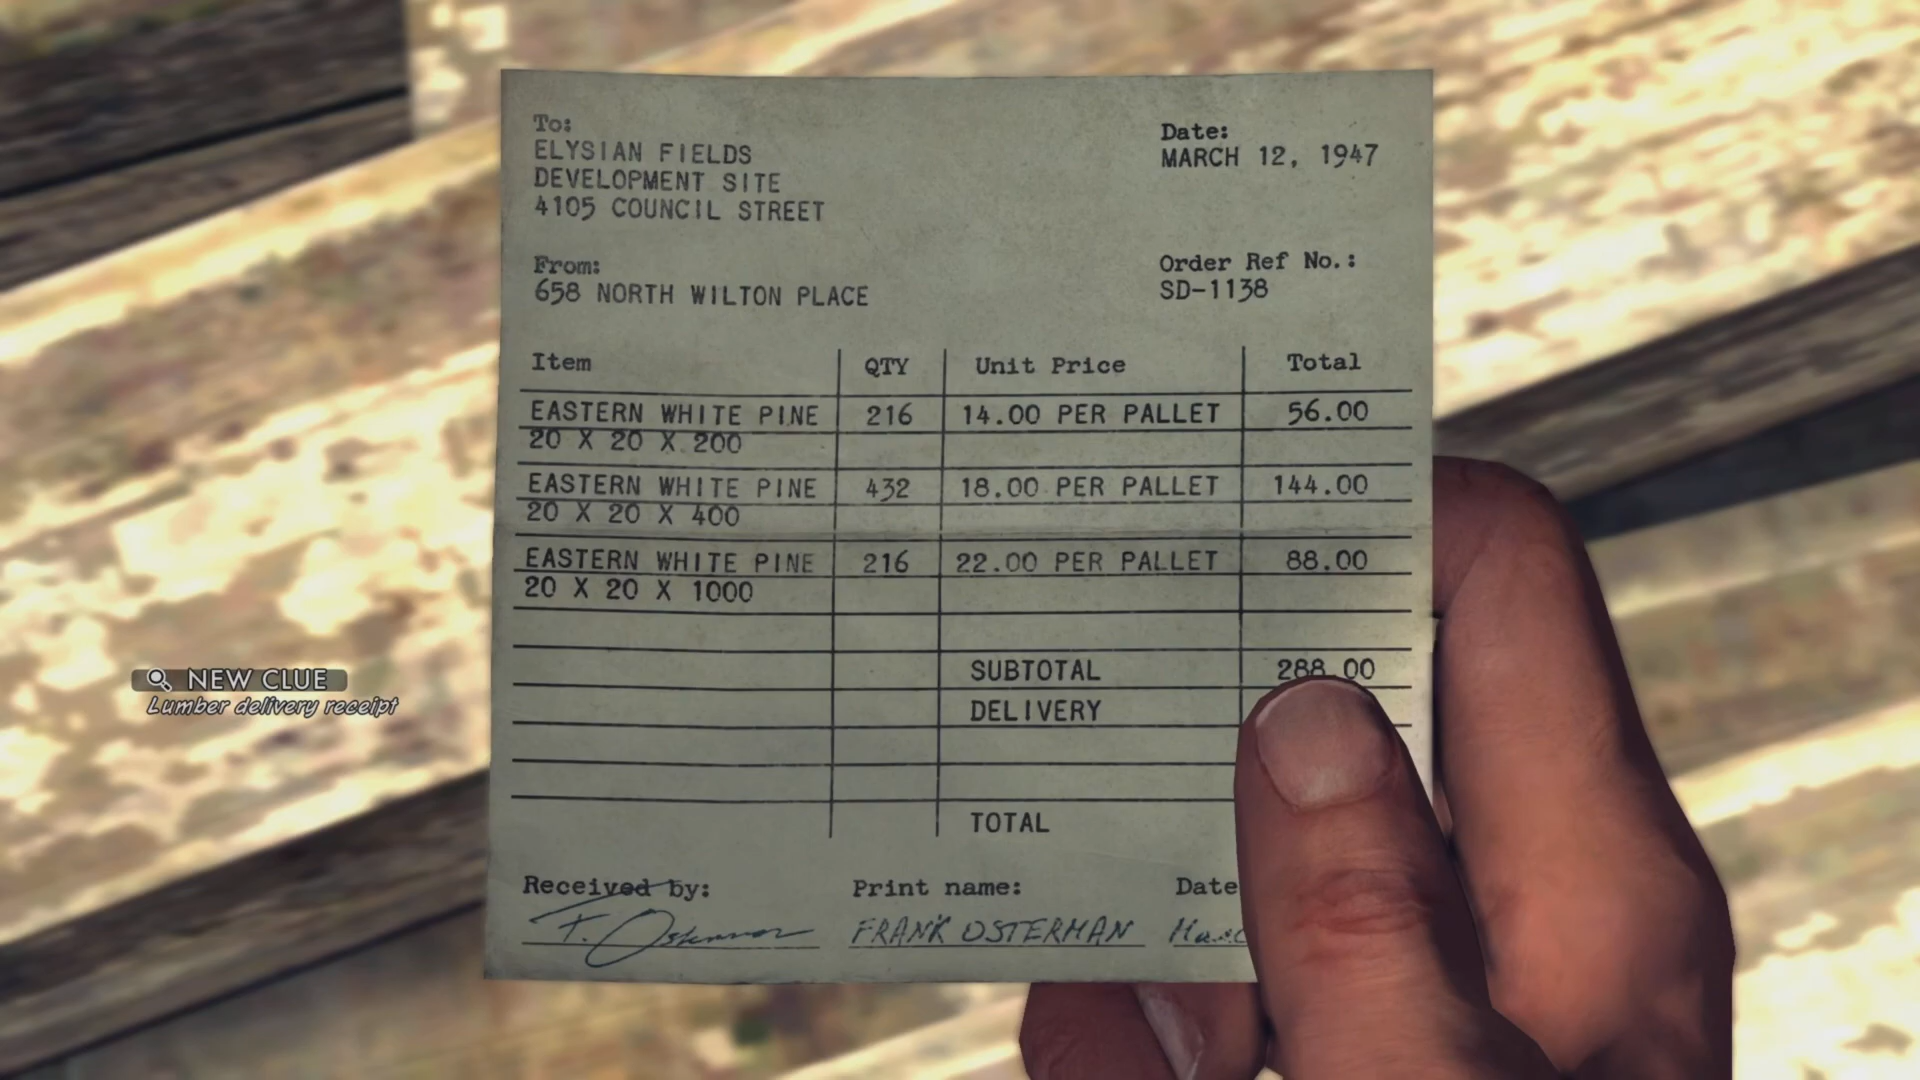 To:
ELYSIAN FIELDS
DEVELOPMENT SITE
4105 COUNCIL STREET
Date:
MARCH 12, 1947
From:
658 NORTH WILTON PLACE
Order Ref No.:
SD-1138
Item QTY Unit Price Total
EASTERN WHITE PINE 216 14.00 PER PALLET 56.00
20 X 20 X 200
EASTERN WHITE PINE 432 18.00 PER PALLET 144.00
20 X 20 X 400
EASTERN WHITE PINE 216 22.00 PER PALLET 88.00
20 X 20 X 1000
SUBTOTAL 288.00
DELIVERY
TOTAL
Received by: Print name: Date
F. Osterman FRANK OSTERMAN
NEW CLUE
Lumber delivery receipt